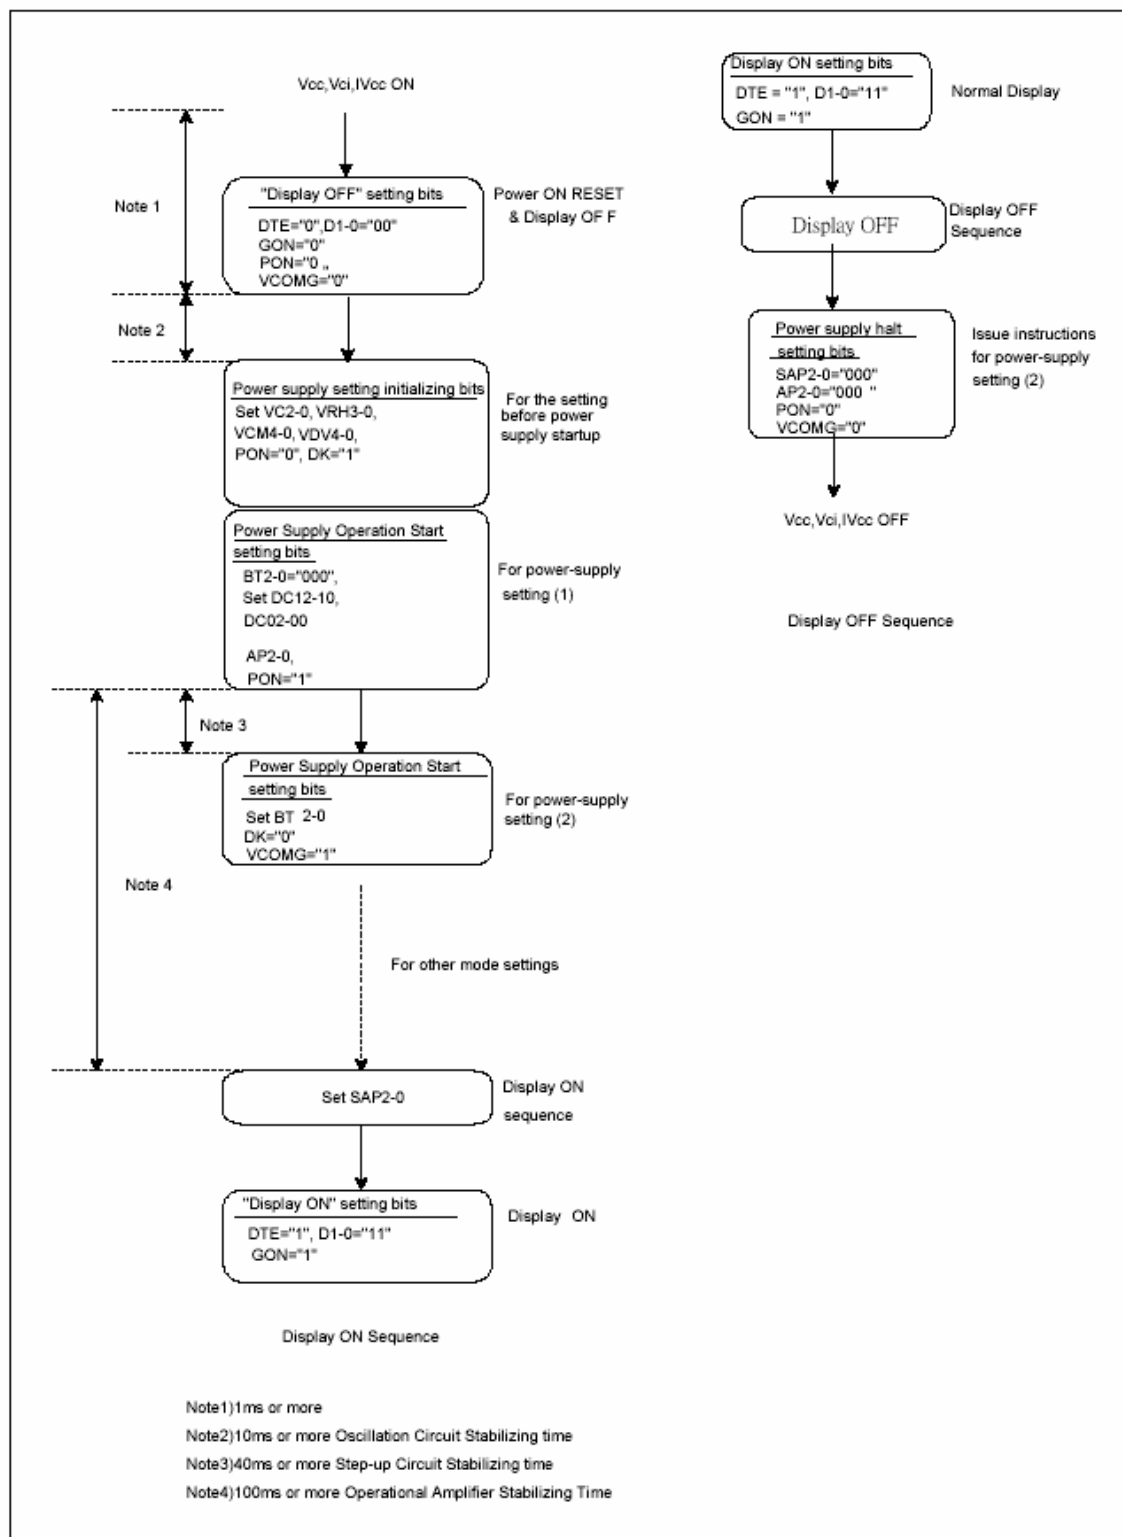 Vcc,Vci,IVcc ON
Note 1
"Display OFF" setting bits
DTE="0",D1-0="00"
GON="0"
PON="0 „
VCOMG="0"
Power ON RESET
& Display OF F
Note 2
Power supply setting initializing bits
Set VC2-0, VRH3-0,
VCM4-0, VDV4-0,
PON="0", DK="1"
For the setting
before power
supply startup
Power Supply Operation Start
setting bits
BT2-0="000",
Set DC12-10,
DC02-00
AP2-0,
PON="1"
For power-supply
setting (1)
Note 3
Power Supply Operation Start
setting bits
Set BT 2-0
DK="0"
VCOMG="1"
For power-supply
setting (2)
Note 4
For other mode settings
Set SAP2-0
Display ON
sequence
"Display ON" setting bits
DTE="1", D1-0="11"
GON="1"
Display ON
Display ON Sequence
Display ON setting bits
DTE = "1", D1-0="11"
GON = "1"
Normal Display
Display OFF
Display OFF
Sequence
Power supply halt
setting bits
SAP2-0="000"
AP2-0="000 "
PON="0"
VCOMG="0"
Issue instructions
for power-supply
setting (2)
Vcc,Vci,IVcc OFF
Display OFF Sequence
Note1)1ms or more
Note2)10ms or more Oscillation Circuit Stabilizing time
Note3)40ms or more Step-up Circuit Stabilizing time
Note4)100ms or more Operational Amplifier Stabilizing Time